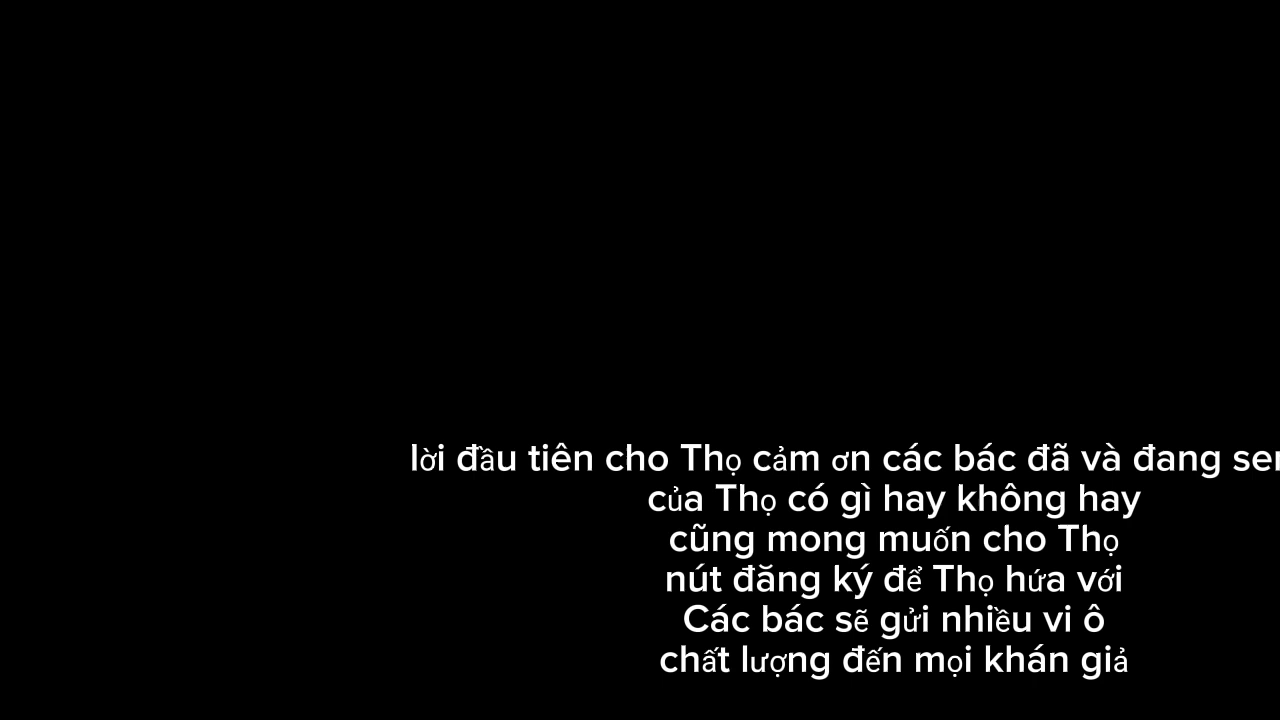 lời đầu tiên cho Thọ cảm ơn các bác đã và đang
của Thọ có gì hay không hay
cũng mong muốn cho Thọ
nút đăng ký để Thọ hứa với
Các bác sẽ gửi nhiều vi ô
chất lượng đến mọi khán giả